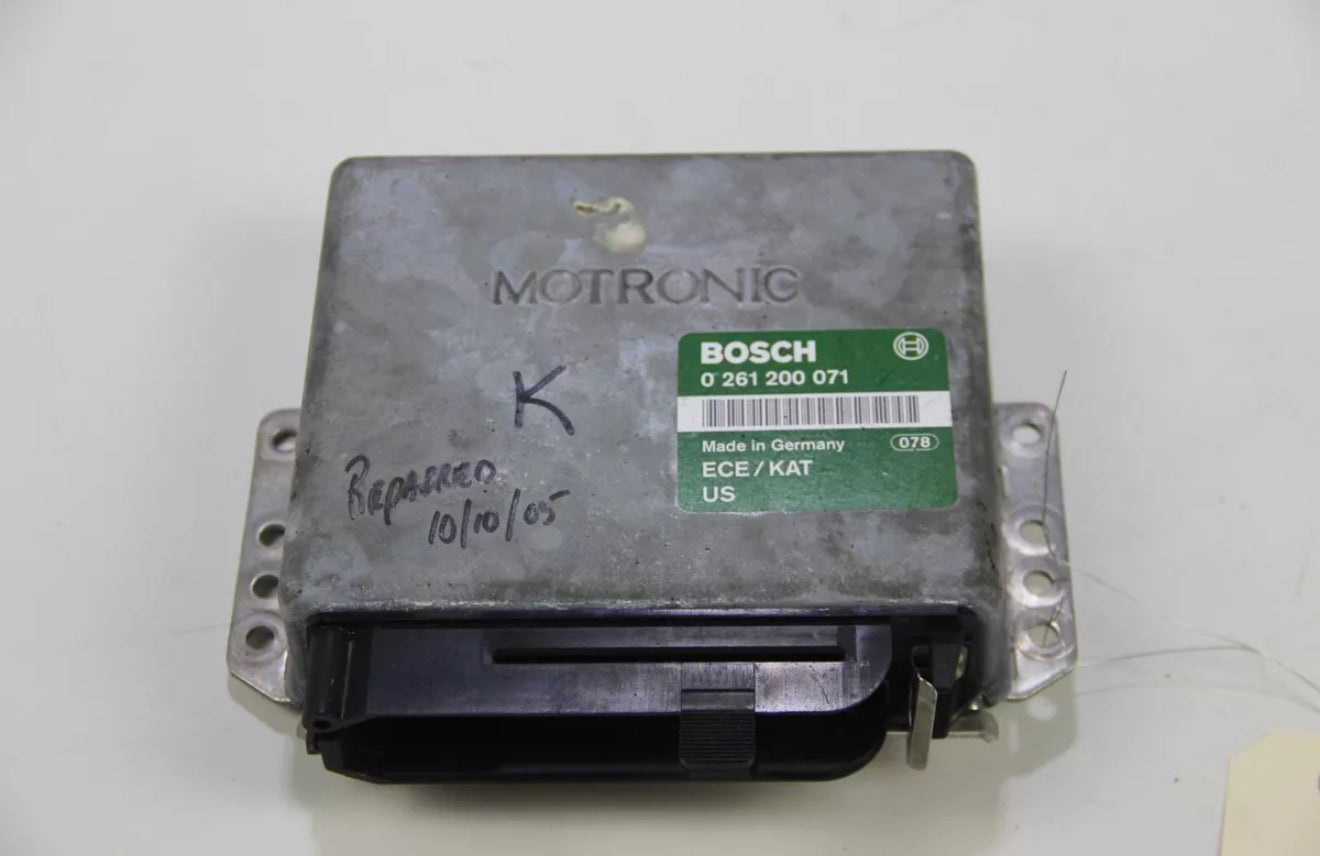 MOTRONIC
BOSCH
0 261 200 071
Made in Germany 078
ECE/KAT
US
K
REPAIRED
10/10/05